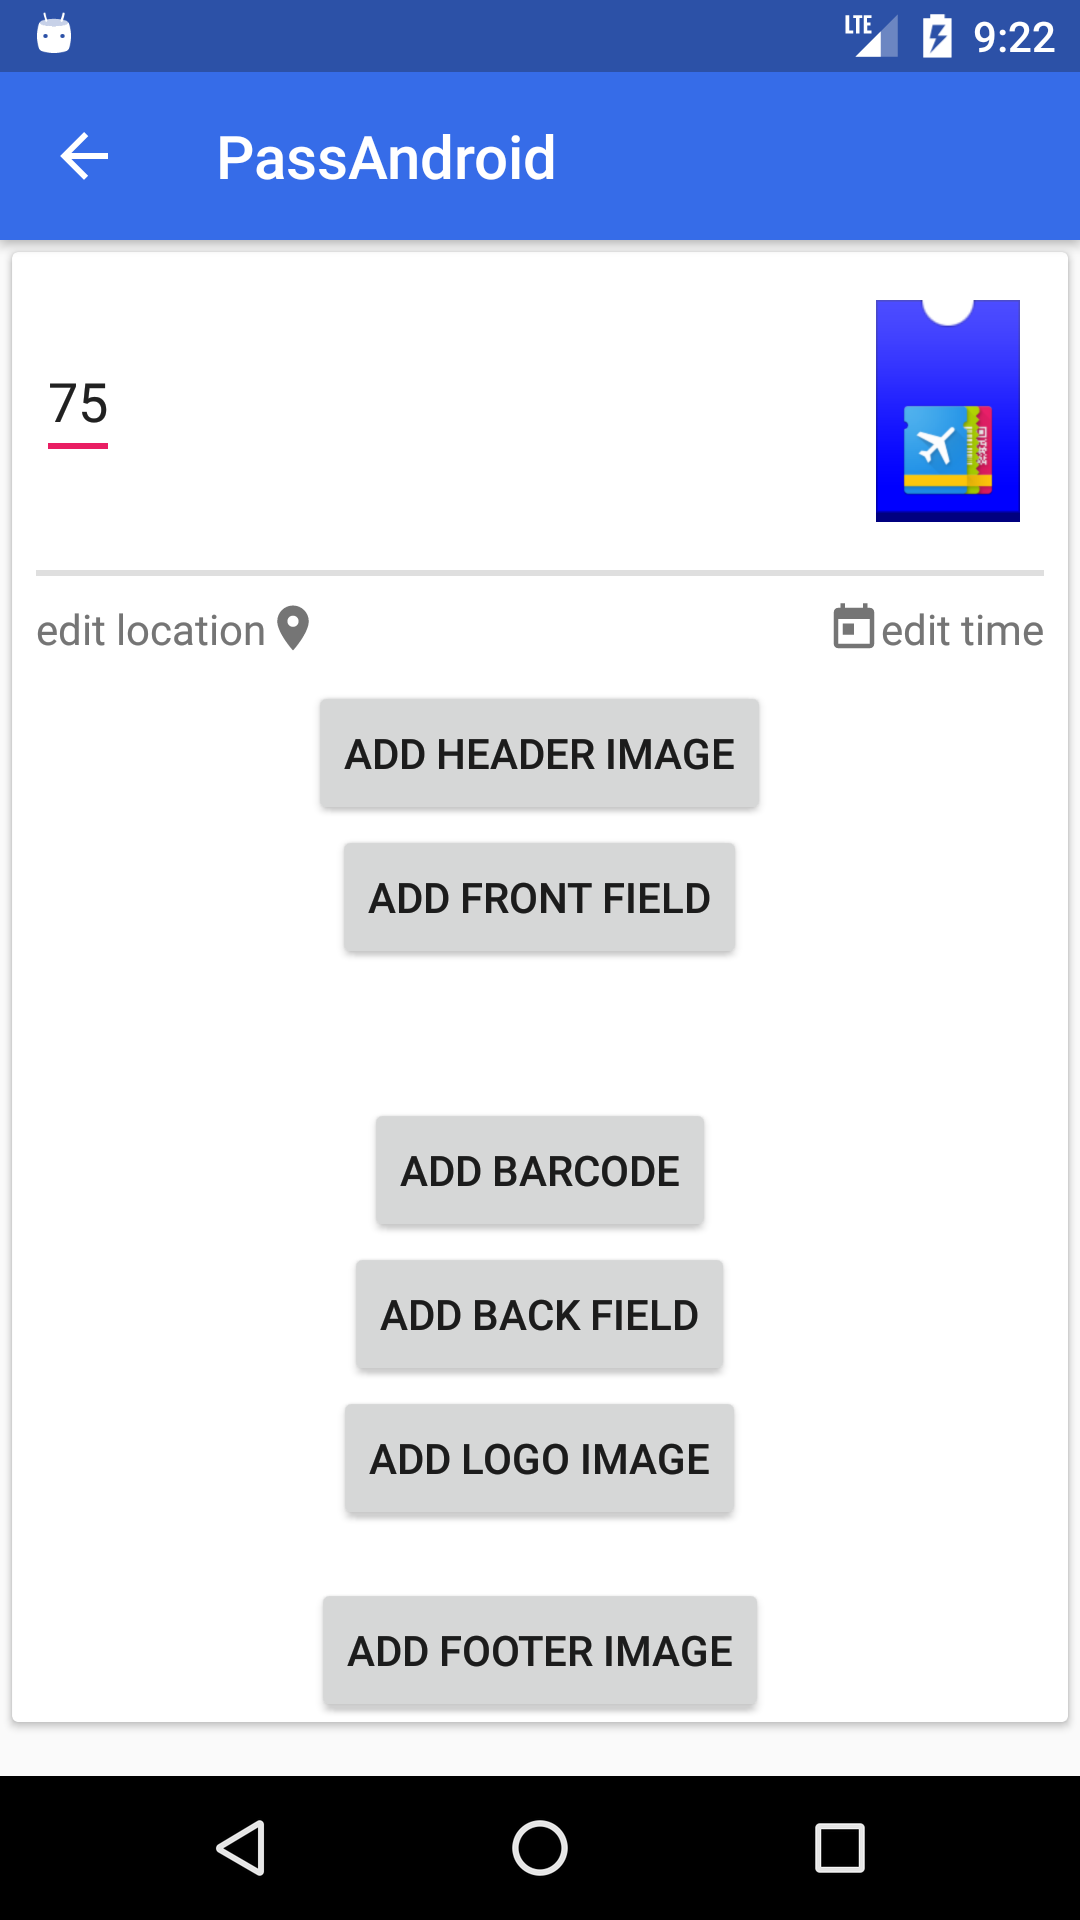 LTE 9:22
PassAndroid
75
edit location
edit time
ADD HEADER IMAGE
ADD FRONT FIELD
ADD BARCODE
ADD BACK FIELD
ADD LOGO IMAGE
ADD FOOTER IMAGE